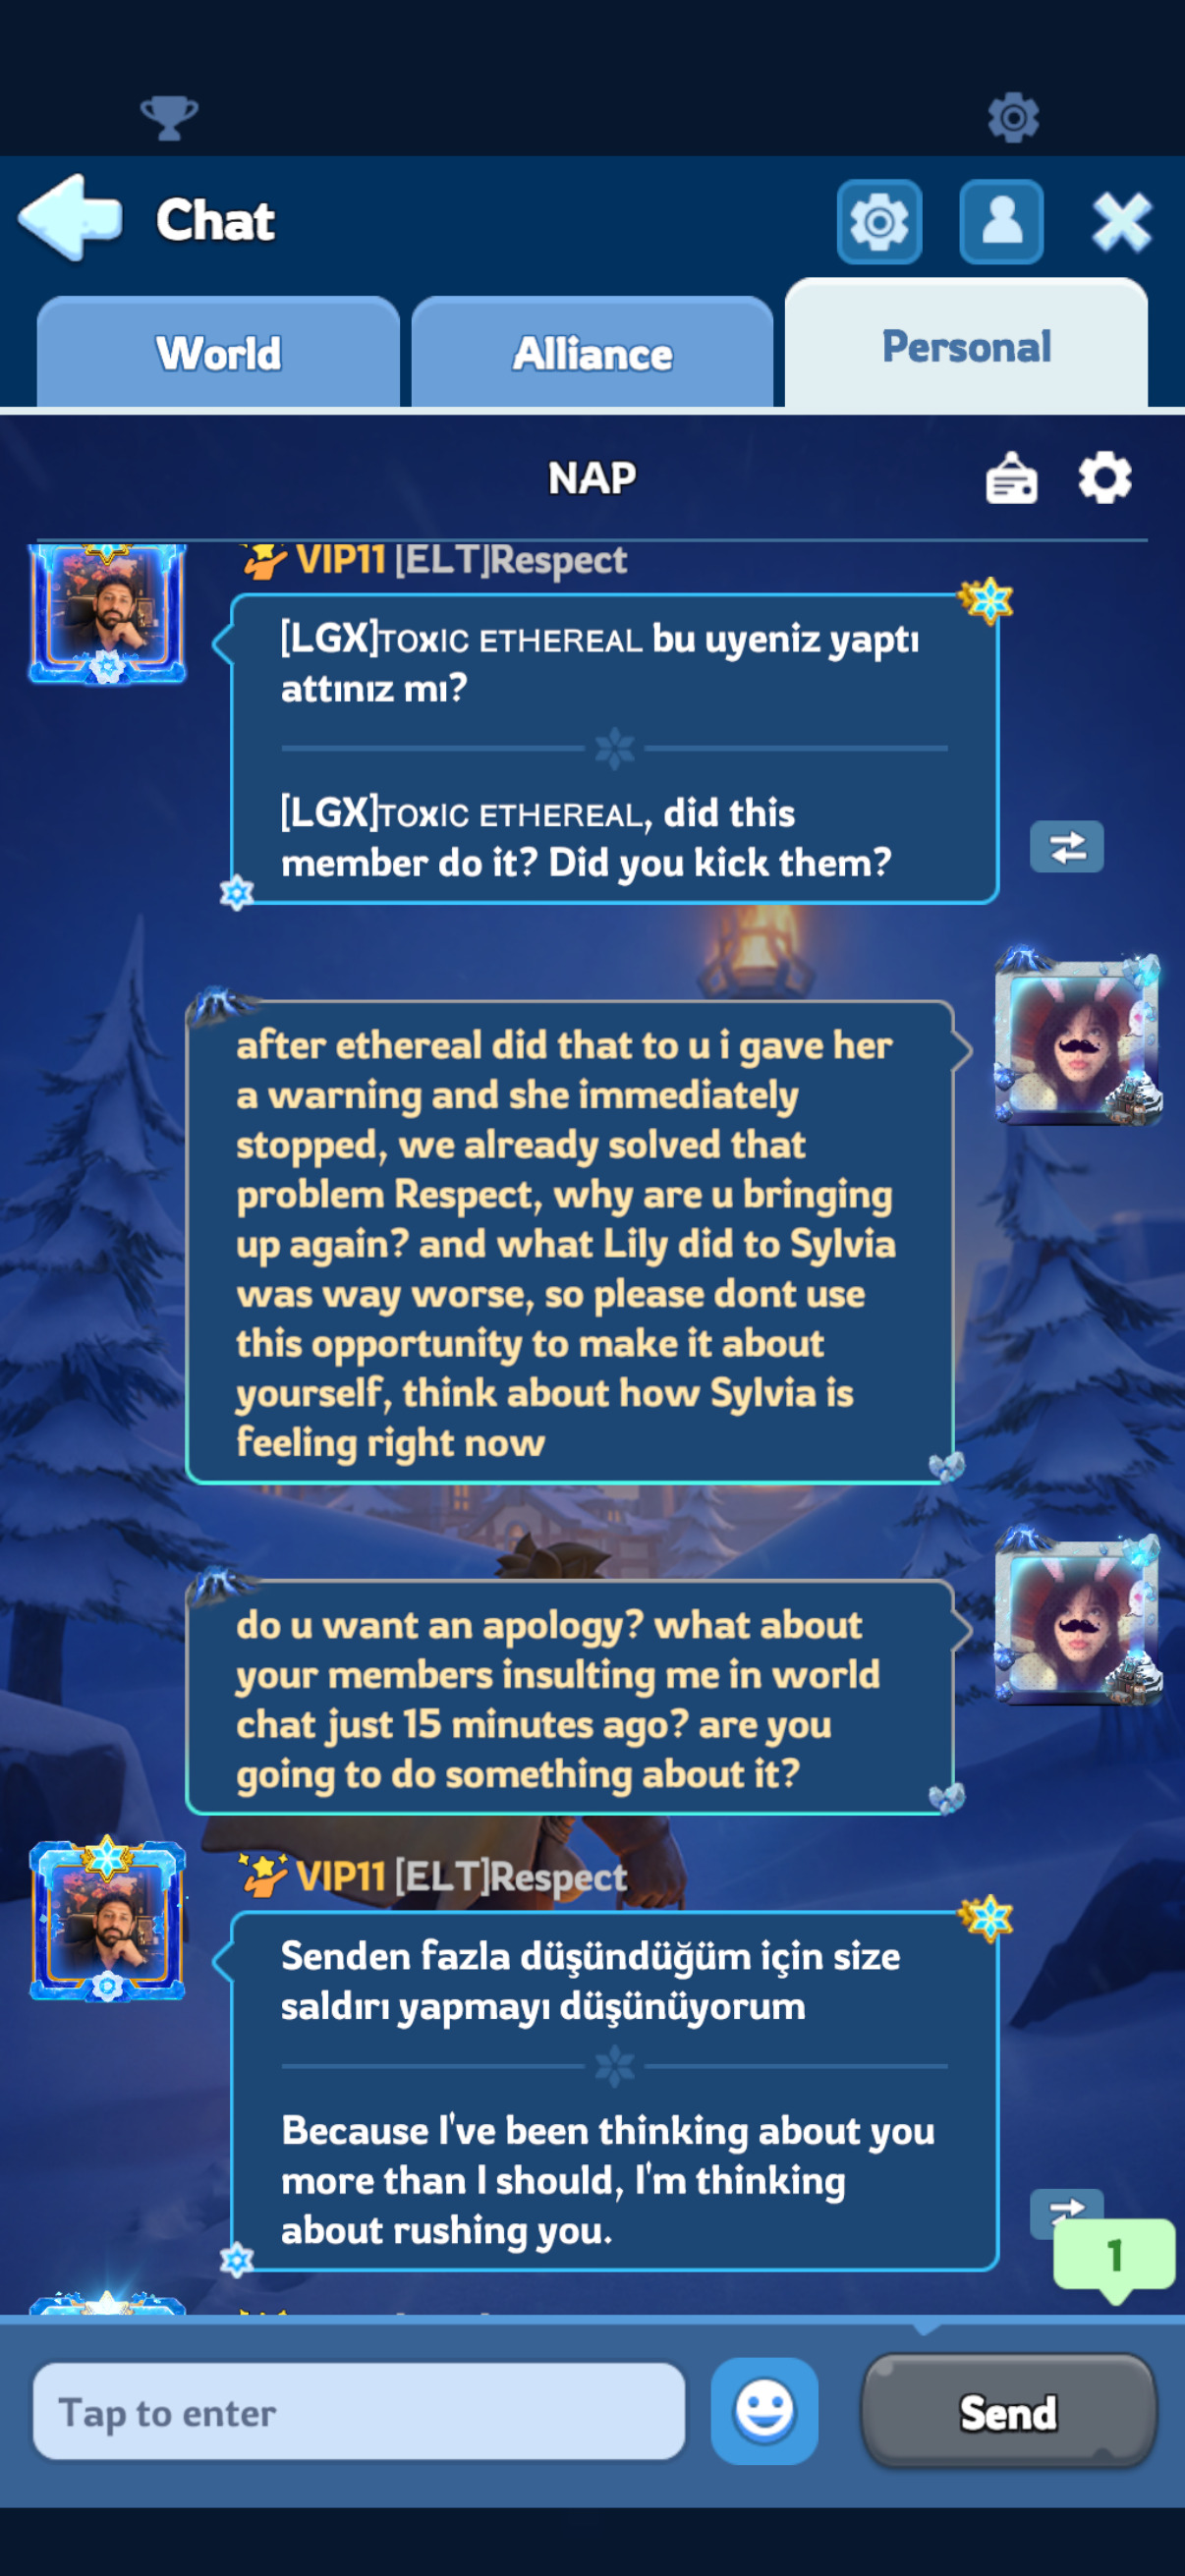 Chat
World
Alliance
Personal
NAP
VIP11 [ELT]Respect
[LGX]ᴛᴏxɪᴄ ᴇᴛʜᴇʀᴇᴀʟ bu uyeniz yaptı
attınız mı?
[LGX]ᴛᴏxɪᴄ ᴇᴛʜᴇʀᴇᴀʟ, did this
member do it? Did you kick them?
after ethereal did that to u i gave her
a warning and she immediately
stopped, we already solved that
problem Respect, why are u bringing
up again? and what Lily did to Sylvia
was way worse, so please dont use
this opportunity to make it about
yourself, think about how Sylvia is
feeling right now
do u want an apology? what about
your members insulting me in world
chat just 15 minutes ago? are you
going to do something about it?
VIP11 [ELT]Respect
Senden fazla düşündüğüm için size
saldırı yapmayı düşünüyorum
Because I've been thinking about you
more than I should, I'm thinking
about rushing you.
1
Tap to enter
Send